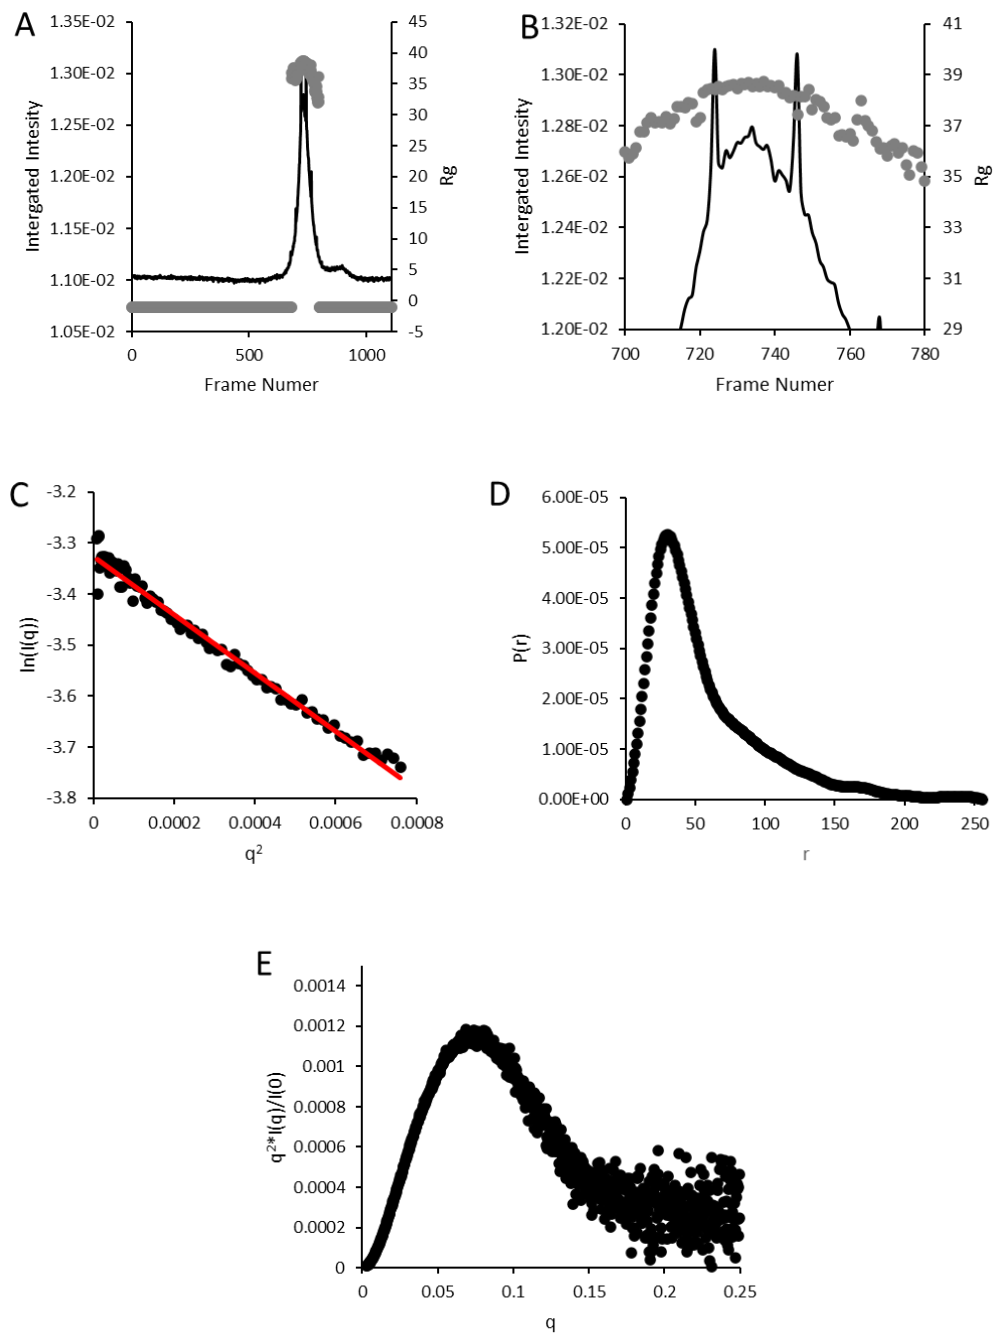 A
1.35E-02
1.30E-02
1.25E-02
1.20E-02
1.15E-02
1.10E-02
1.05E-02
Intergated Intesity
45
40
35
30
25
20
15
10
5
0
-5
Rg
0
500
1000
Frame Numer
B
1.32E-02
1.30E-02
1.28E-02
1.26E-02
1.24E-02
1.22E-02
1.20E-02
Intergated Intesity
41
39
37
35
33
31
29
Rg
700
720
740
760
780
Frame Numer
C
-3.2
-3.3
-3.4
-3.5
-3.6
-3.7
-3.8
ln(I(q))
0
0.0002
0.0004
0.0006
0.0008
q²
D
6.00E-05
5.00E-05
4.00E-05
3.00E-05
2.00E-05
1.00E-05
0.00E+00
P(r)
0
50
100
150
200
250
r
E
0.0014
0.0012
0.001
0.0008
0.0006
0.0004
0.0002
0
q²*I(q)/I(0)
0
0.05
0.1
0.15
0.2
0.25
q